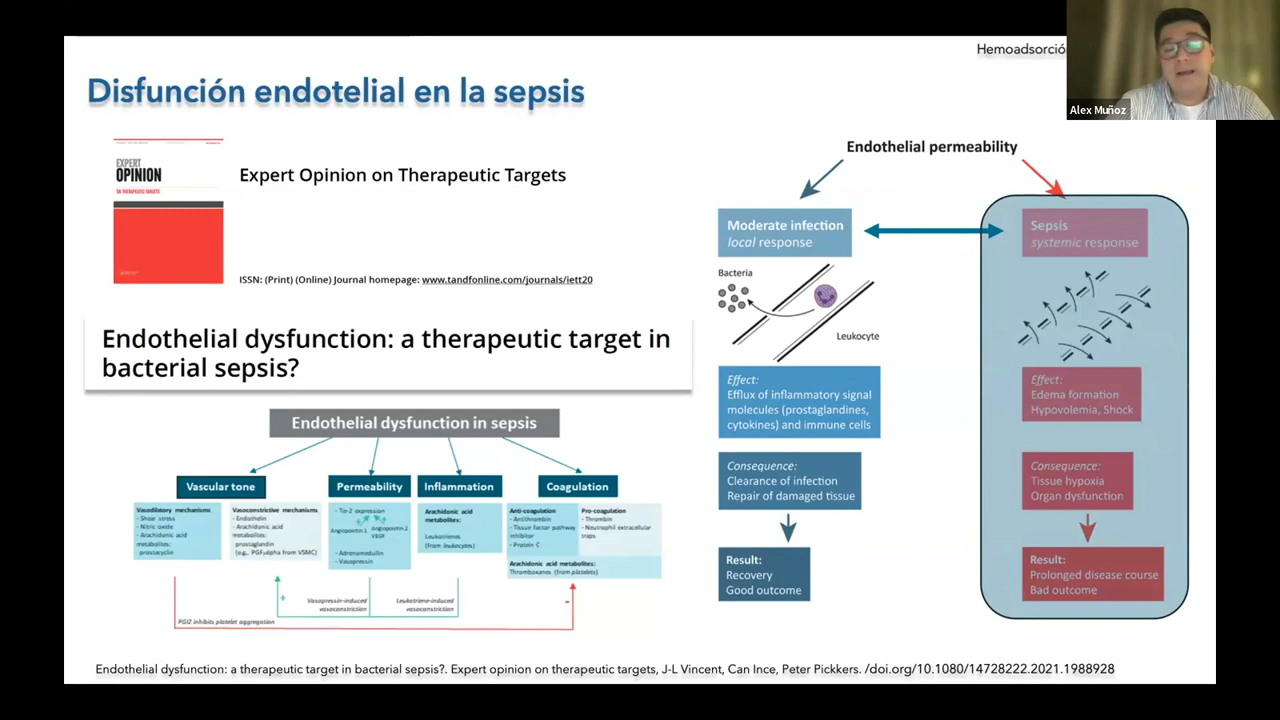 Hemoadsorció
Alex Muñoz
Disfunción endotelial en la sepsis
EXPERT
OPINION
ON THERAPEUTIC TARGETS
Expert Opinion on Therapeutic Targets
ISSN: (Print) (Online) Journal homepage: www.tandfonline.com/journals/iett20
Endothelial dysfunction: a therapeutic target in
bacterial sepsis?
Endothelial dysfunction in sepsis
Vascular tone
Vasodilatory mechanisms
- Shear stress
- Nitric oxide
- Arachidonic acid
metabolites:
prostacyclin
Vasoconstrictive mechanisms
- Endothelin
- Arachidonic acid
metabolites:
prostaglandin
(e.g., PGF2alpha from VSMC)
Permeability
- Tie-2 expression
Angiopoietin-1
Angiopoietin-2
VEGF
- Adrenomedullin
- Vasopressin
Inflammation
Arachidonic acid
metabolites:
Leukotrienes
(from leukocytes)
Coagulation
Anti-coagulation
- Antithrombin
- Tissue factor pathway
inhibitor
- Protein C
Pro-coagulation
- Thrombin
- Neutrophil extracellular
traps
Arachidonic acid metabolites:
Thromboxanes (from platelets)
+
Vasopressin-induced
vasoconstriction
Leukotriene-induced
vasoconstriction
-
PGI2 inhibits platelet aggregation
Endothelial permeability
Moderate infection
local response
Bacteria
Leukocyte
Effect:
Efflux of inflammatory signal
molecules (prostaglandines,
cytokines) and immune cells
Consequence:
Clearance of infection
Repair of damaged tissue
Result:
Recovery
Good outcome
Sepsis
systemic response
Effect:
Edema formation
Hypovolemia, Shock
Consequence:
Tissue hypoxia
Organ dysfunction
Result:
Prolonged disease course
Bad outcome
Endothelial dysfunction: a therapeutic target in bacterial sepsis?. Expert opinion on therapeutic targets, J-L Vincent, Can Ince, Peter Pickkers. /doi.org/10.1080/14728222.2021.1988928